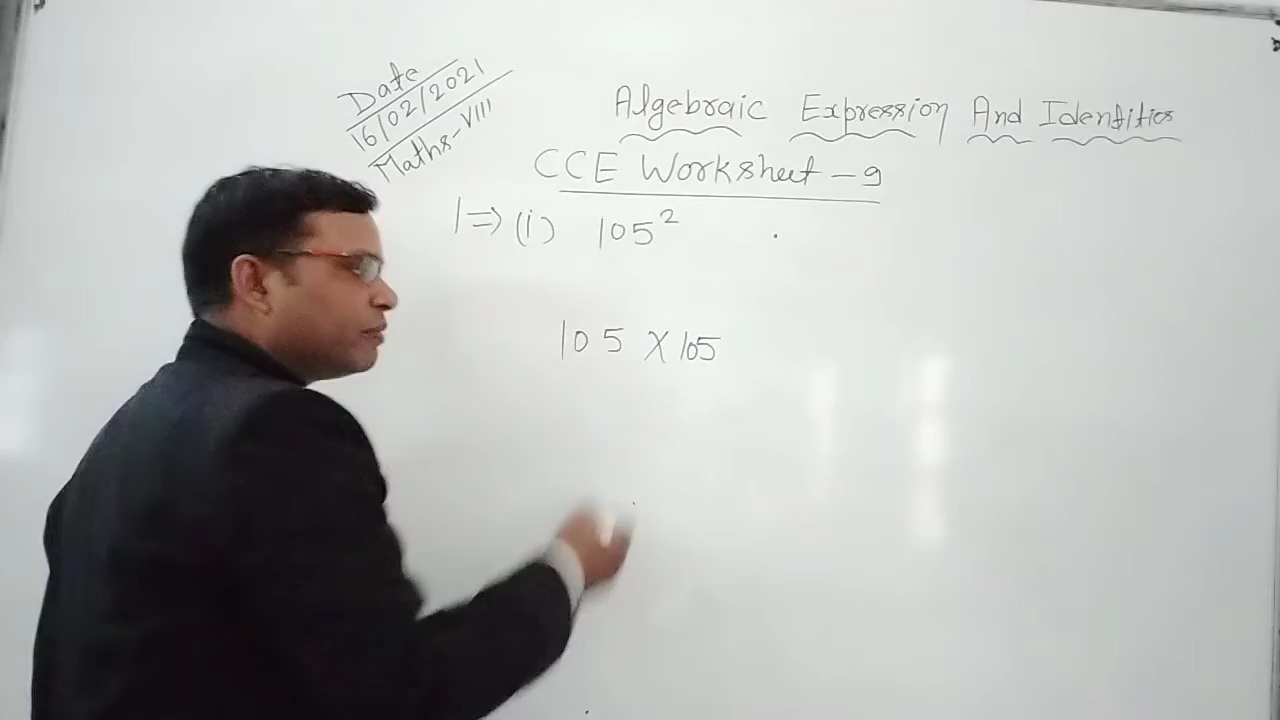 Date
16/02/2021
Maths-VIII
Algebraic Expression And Identities
CCE Worksheet - 9
1⇒ (i) 105²
105 X 105